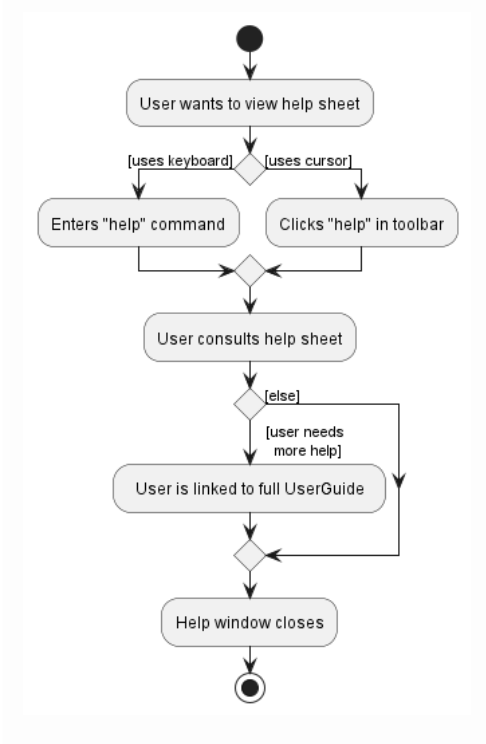 User wants to view help sheet
[uses keyboard]
[uses cursor]
Enters "help" command
Clicks "help" in toolbar
User consults help sheet
[else]
[user needs
more help]
User is linked to full UserGuide
Help window closes